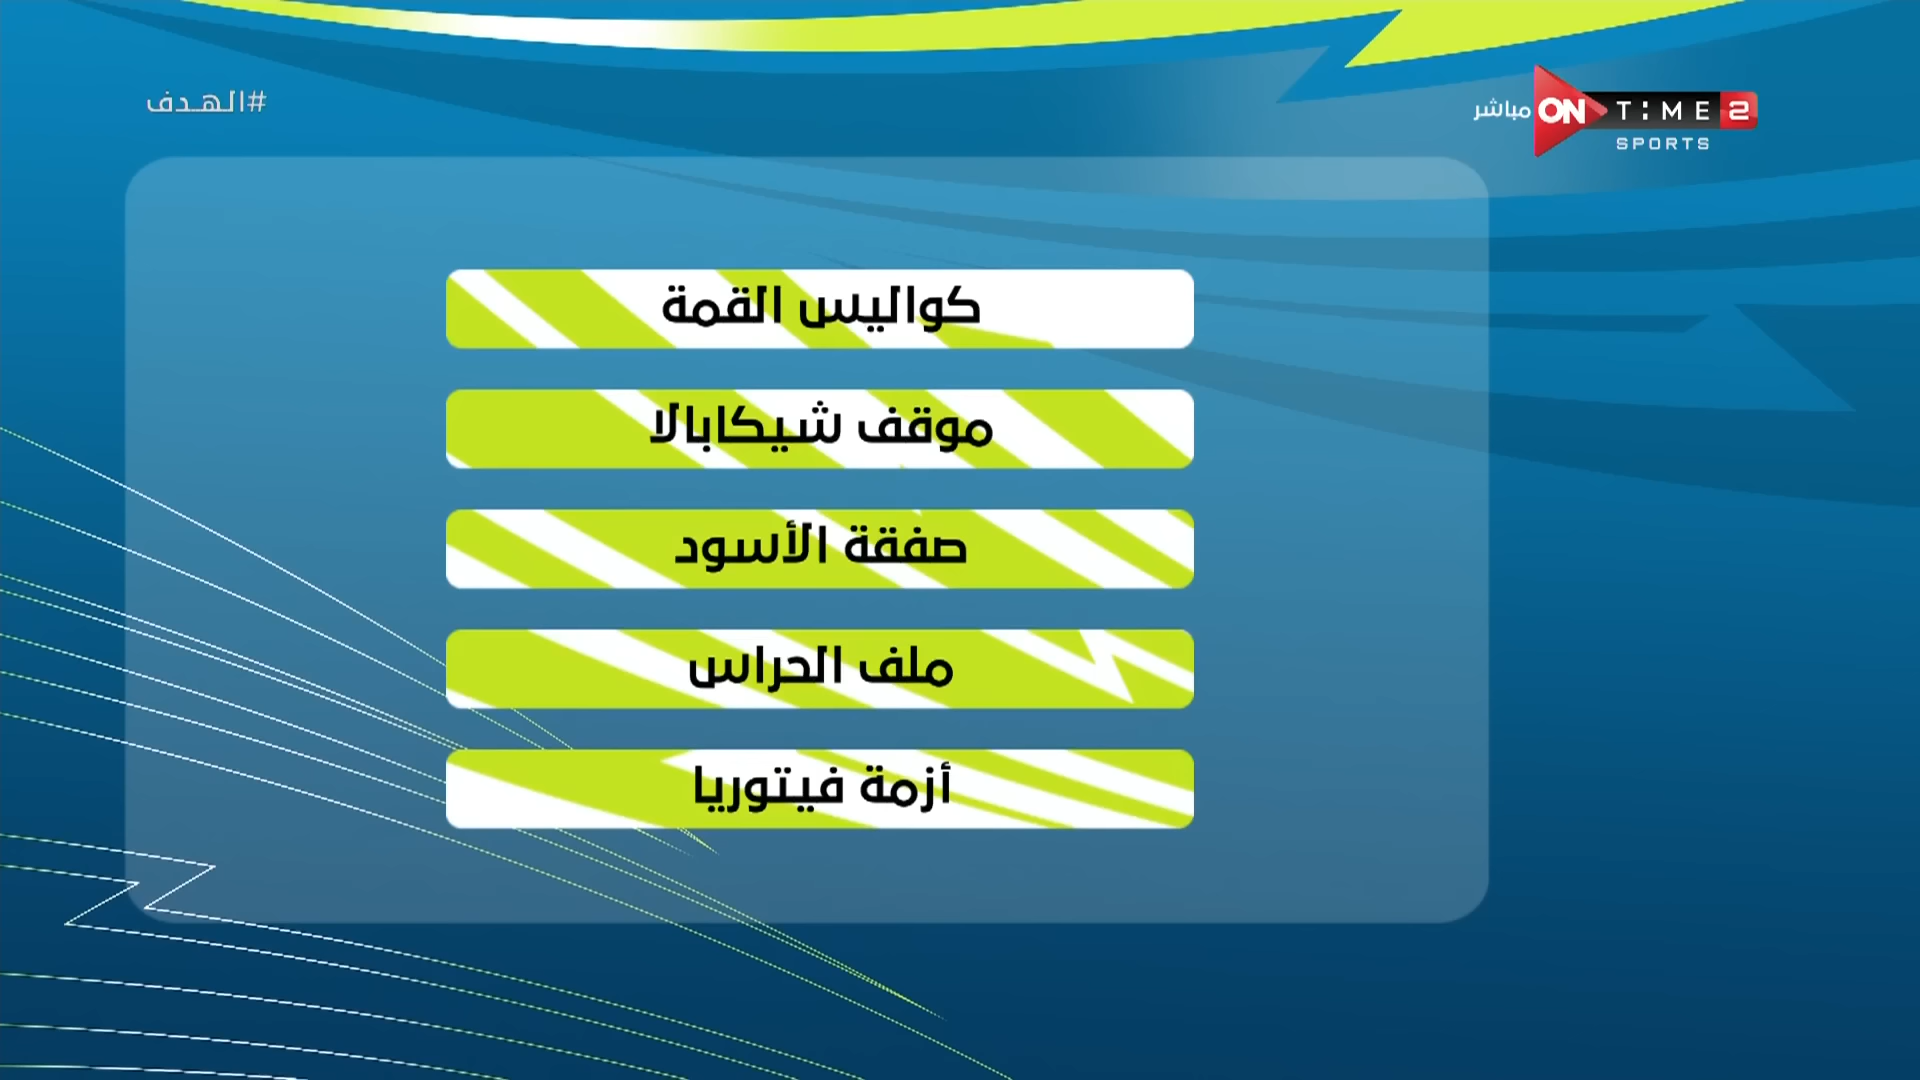 #الهدف
مباشر ON TIME 2
SPORTS
كواليس القمة
موقف شيكابالا
صفقة الأسود
ملف الحراس
أزمة فيتوريا